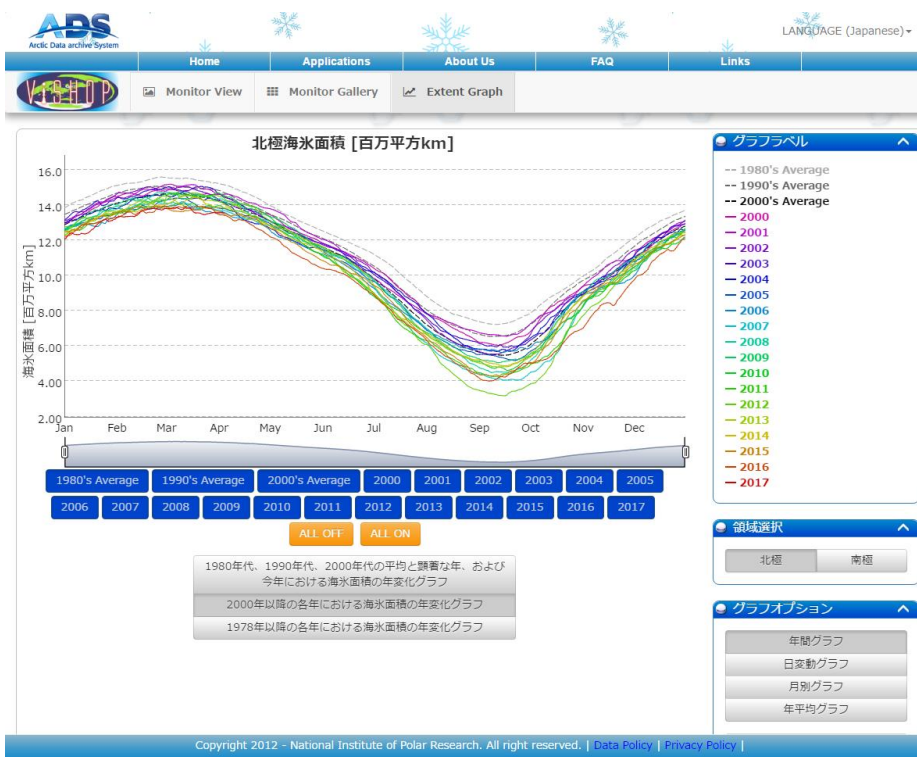 ADS
Arctic Data archive System
LANGUAGE (Japanese)
Home Applications About Us FAQ Links
VISHOP Monitor View Monitor Gallery Extent Graph
北極海氷面積 [百万平方km]
海氷面積 [百万平方km]
16.0
14.0
12.0
10.0
8.00
6.00
4.00
2.00
Jan Feb Mar Apr May Jun Jul Aug Sep Oct Nov Dec
1980's Average 1990's Average 2000's Average 2000 2001 2002 2003 2004 2005
2006 2007 2008 2009 2010 2011 2012 2013 2014 2015 2016 2017
ALL OFF ALL ON
1980年代、1990年代、2000年代の平均と顕著な年、および
今年における海氷面積の年変化グラフ
2000年以降の各年における海氷面積の年変化グラフ
1978年以降の各年における海氷面積の年変化グラフ
グラフラベル
1980's Average
1990's Average
2000's Average
2000
2001
2002
2003
2004
2005
2006
2007
2008
2009
2010
2011
2012
2013
2014
2015
2016
2017
領域選択
北極 南極
グラフオプション
年間グラフ
日変動グラフ
月別グラフ
年平均グラフ
Copyright 2012 - National Institute of Polar Research. All right reserved. | Data Policy | Privacy Policy |